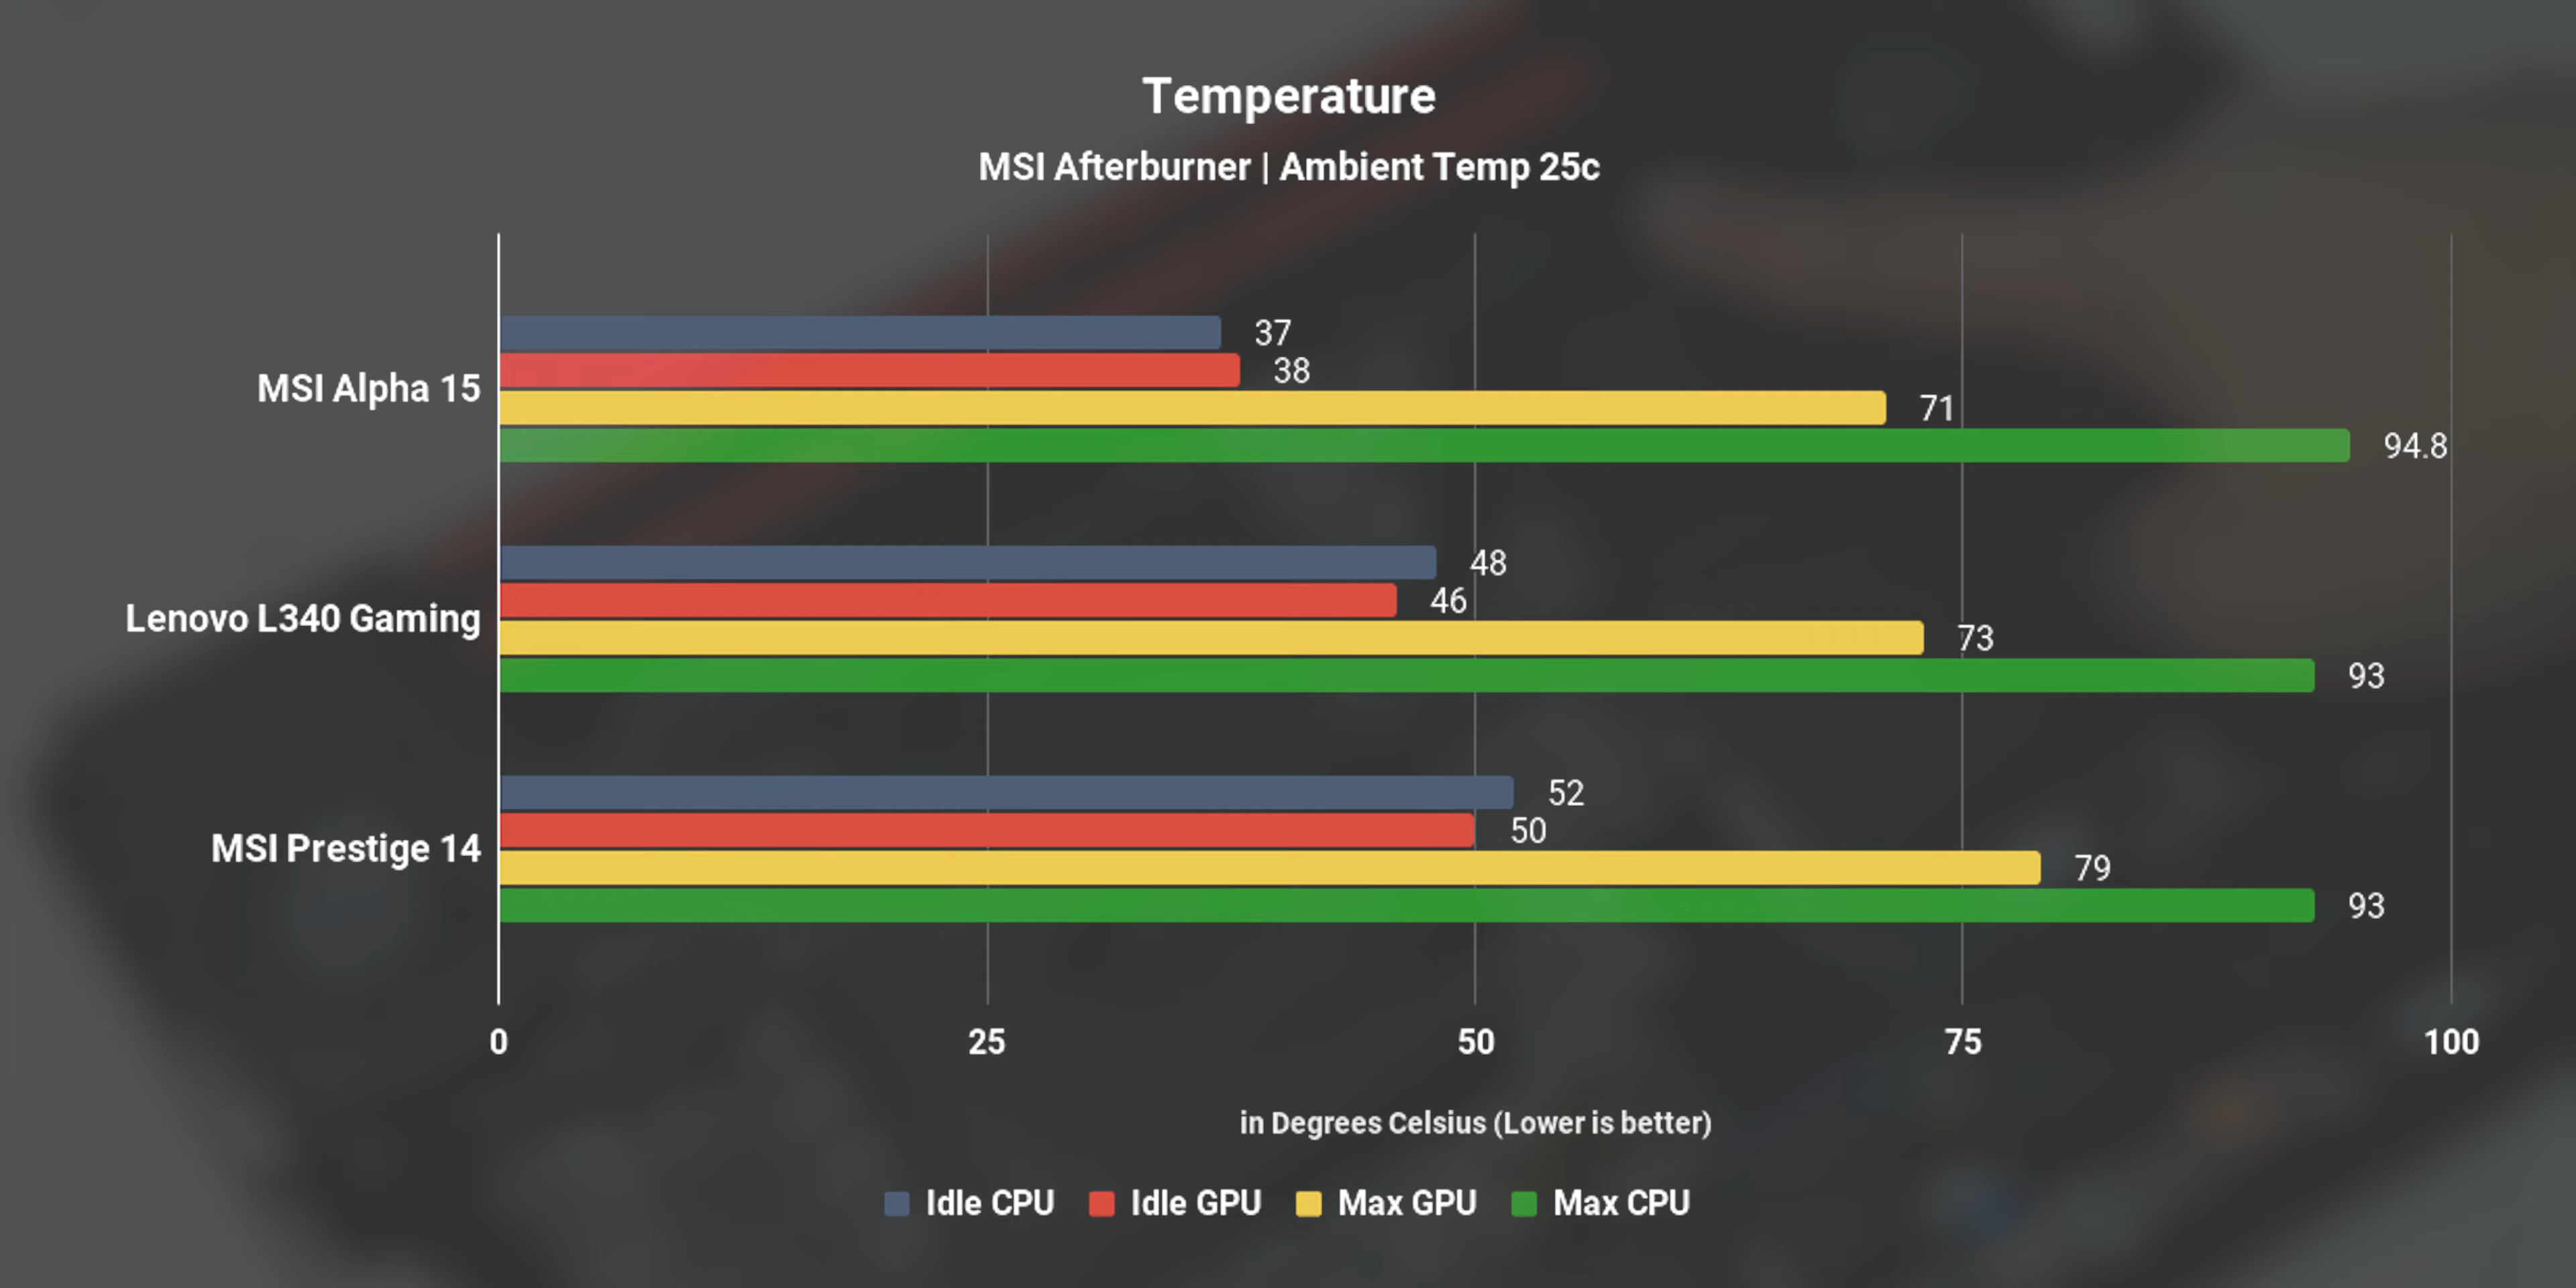 Temperature
MSI Afterburner | Ambient Temp 25c
MSI Alpha 15
37
38
71
94.8
Lenovo L340 Gaming
48
46
73
93
MSI Prestige 14
52
50
79
93
0 25 50 75 100
in Degrees Celsius (Lower is better)
Idle CPU Idle GPU Max GPU Max CPU